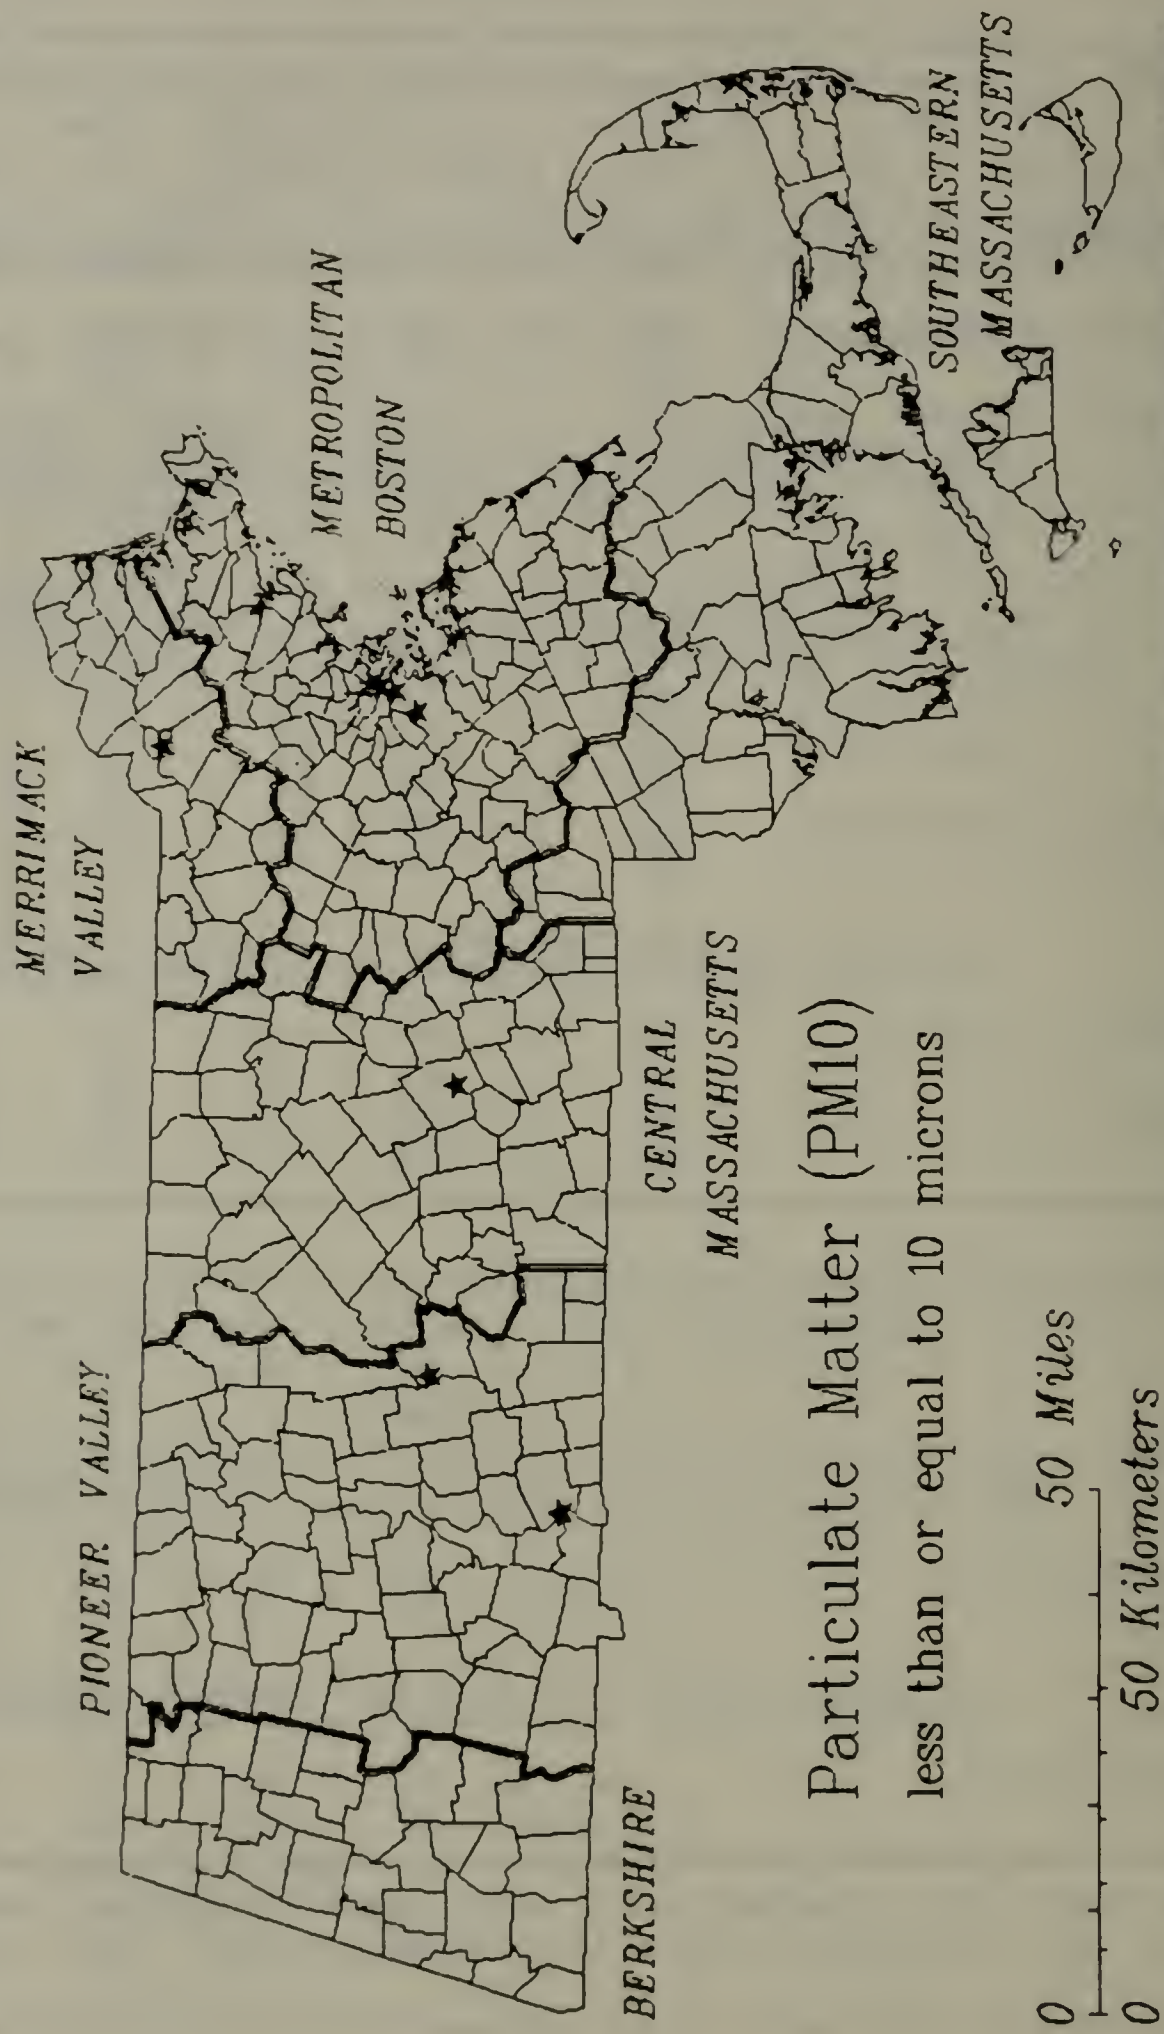 MERRIMACK
VALLEY
PIONEER VALLEY
METROPOLITAN
BOSTON
BERKSHIRE
CENTRAL
MASSACHUSETTS
SOUTHEASTERN
MASSACHUSETTS
Particulate Matter (PM10)
less than or equal to 10 microns
0 50 Miles
0 50 Kilometers